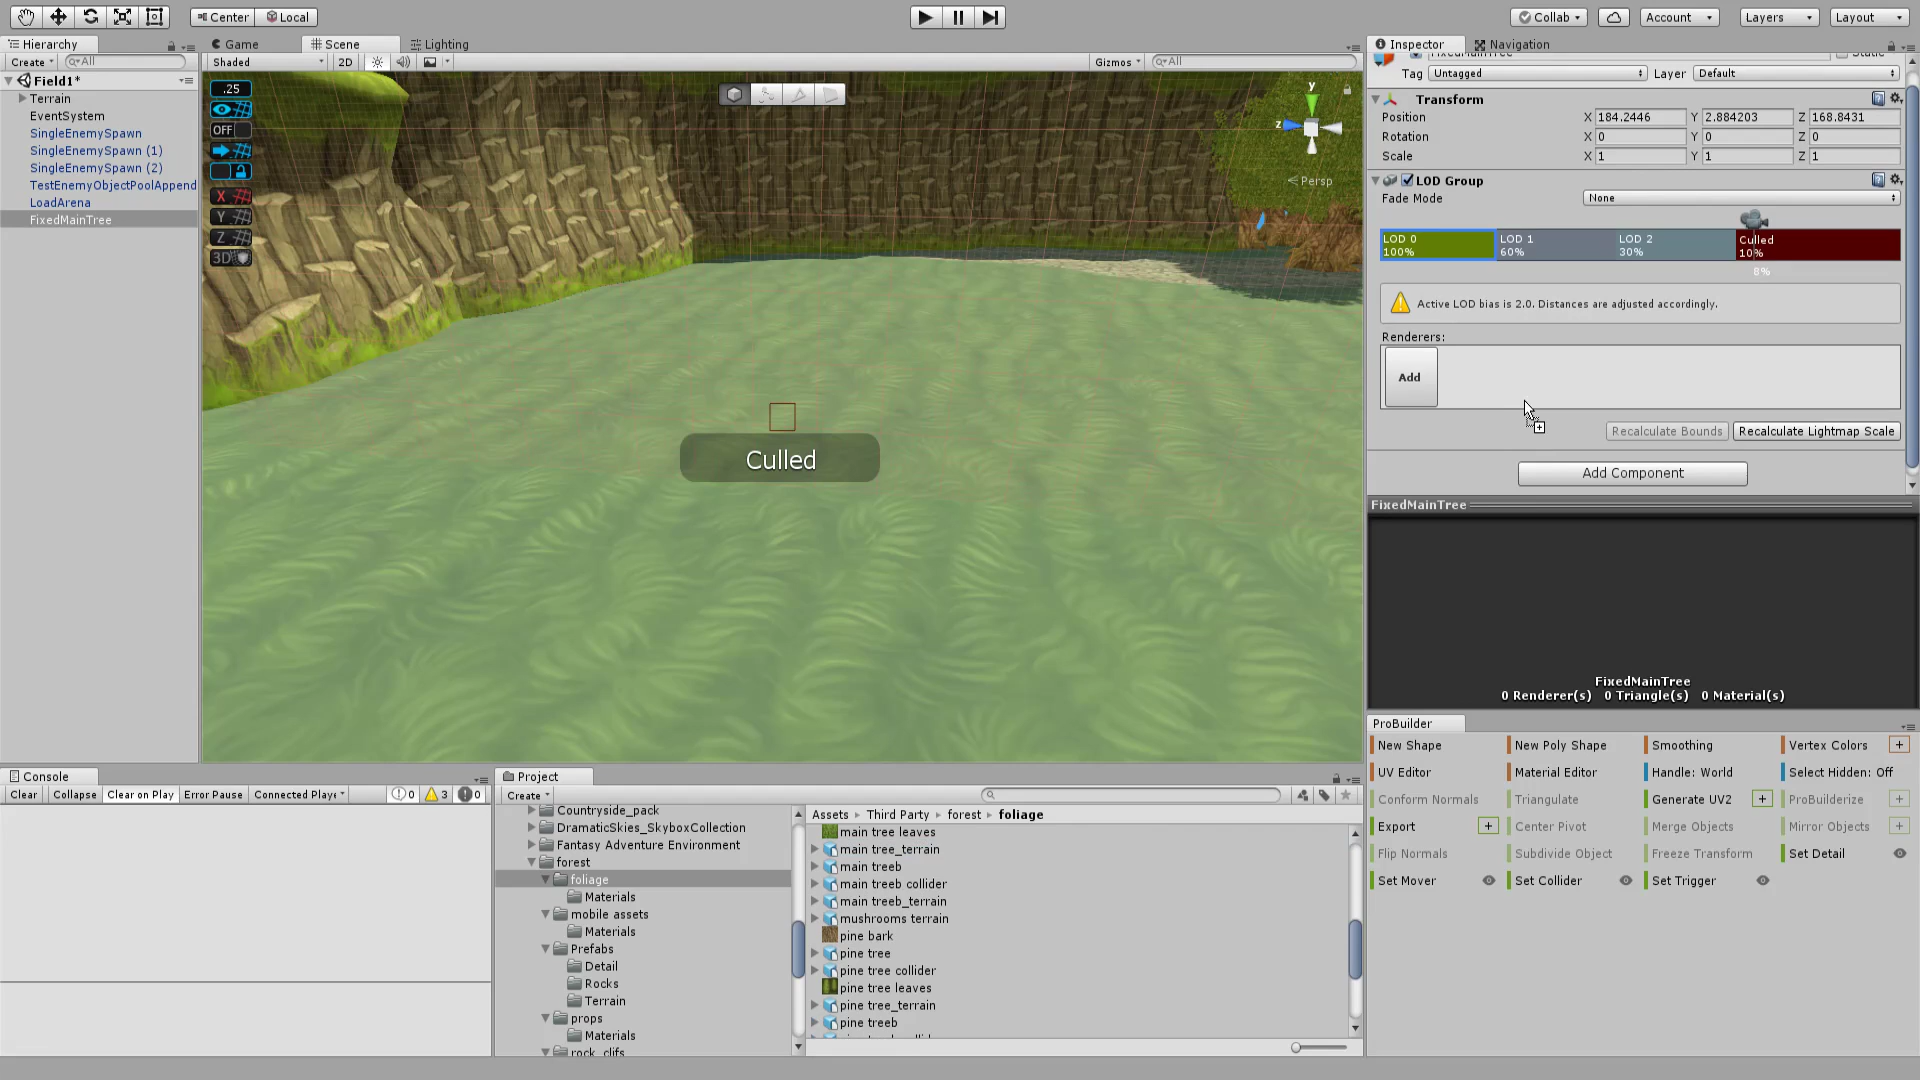 Center
Local
Collab
Account
Layers
Layout
Hierarchy
Game
Scene
Lighting
Inspector
Navigation
Create
All
Shaded
2D
Gizmos
All
Tag Untagged
Layer Default
Field1*
Terrain
EventSystem
SingleEnemySpawn
SingleEnemySpawn (1)
SingleEnemySpawn (2)
TestEnemyObjectPoolAppend
LoadArena
FixedMainTree
.25
OFF
X
Y
Z
3D
y
z
Persp
Culled
Transform
Position X 184.2446 Y 2.884203 Z 168.8431
Rotation X 0 Y 0 Z 0
Scale X 1 Y 1 Z 1
LOD Group
Fade Mode None
LOD 0 100%
LOD 1 60%
LOD 2 30%
Culled 10%
8%
Active LOD bias is 2.0. Distances are adjusted accordingly.
Renderers:
Add
Recalculate Bounds
Recalculate Lightmap Scale
Add Component
FixedMainTree
FixedMainTree
0 Renderer(s) 0 Triangle(s) 0 Material(s)
ProBuilder
New Shape
New Poly Shape
Smoothing
Vertex Colors +
UV Editor
Material Editor
Handle: World
Select Hidden: Off
Conform Normals
Triangulate
Generate UV2 +
ProBuilderize +
Export +
Center Pivot
Merge Objects
Mirror Objects +
Flip Normals
Subdivide Object
Freeze Transform
Set Detail
Set Mover
Set Collider
Set Trigger
Console
Clear
Collapse
Clear on Play
Error Pause
Connected Playe
0
3
0
Project
Create
Countryside_pack
DramaticSkies_SkyboxCollection
Fantasy Adventure Environment
forest
foliage
Materials
mobile assets
Materials
Prefabs
Detail
Rocks
Terrain
props
Materials
rock_clifs
Assets
Third Party
forest
foliage
main tree leaves
main tree_terrain
main treeb
main treeb collider
main treeb_terrain
mushrooms terrain
pine bark
pine tree
pine tree collider
pine tree leaves
pine tree_terrain
pine treeb